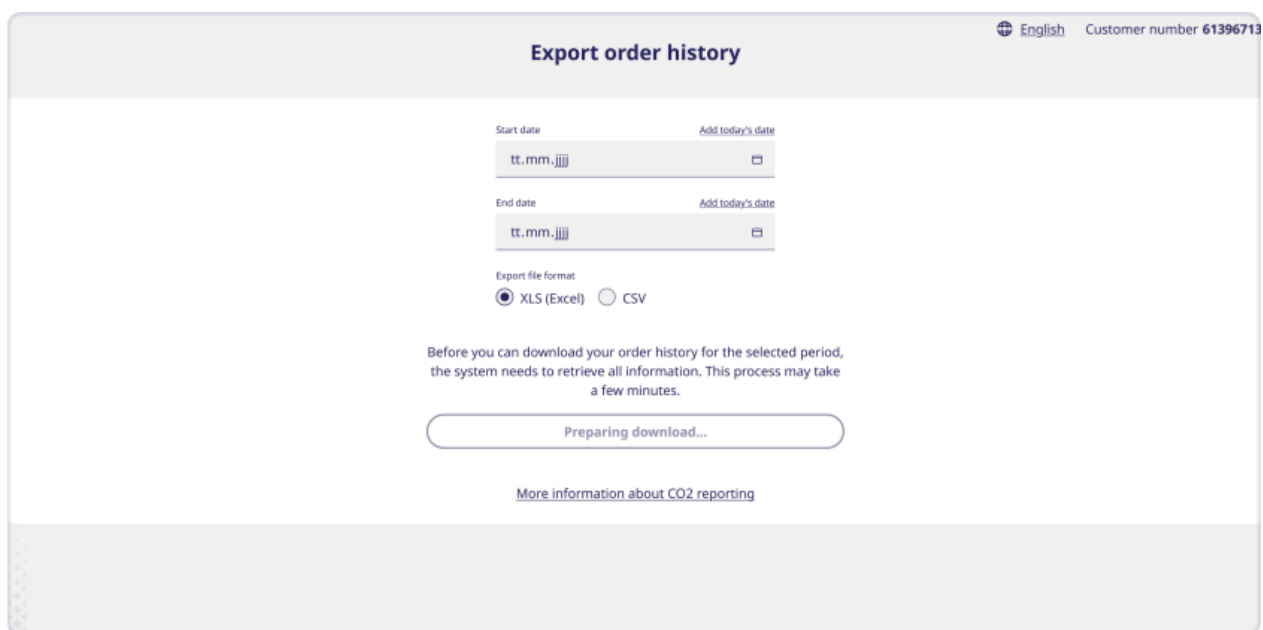 English Customer number 61396713
Export order history
Start date Add today's date
tt.mm.jjjj
End date Add today's date
tt.mm.jjjj
Export file format
XLS (Excel) CSV
Before you can download your order history for the selected period,
the system needs to retrieve all information. This process may take
a few minutes.
Preparing download...
More information about CO2 reporting